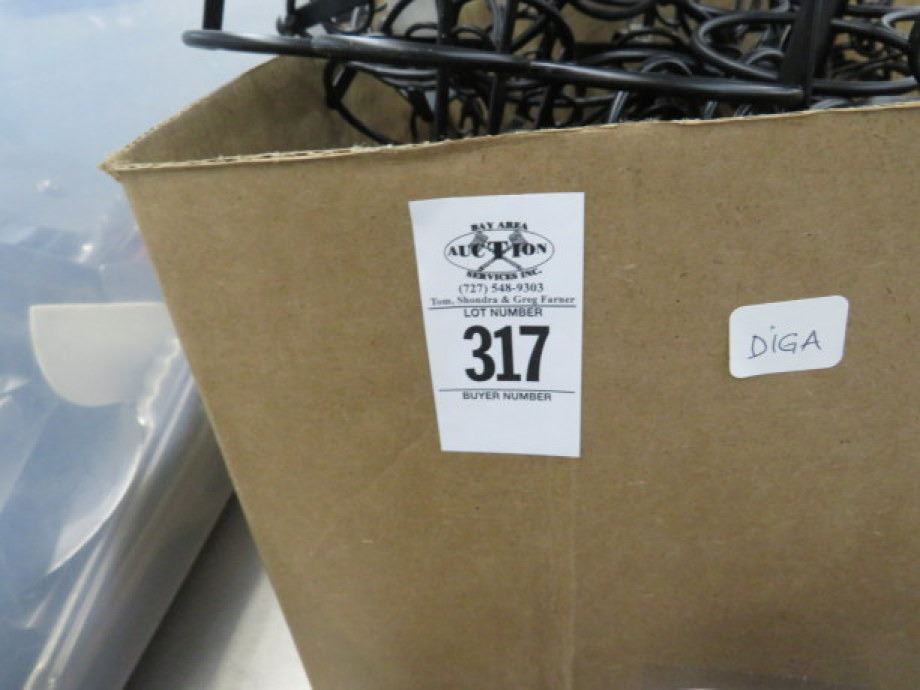 BAY AREA
AUCTION
SERVICES INC.
(727) 548-9303
Tom, Shondra & Greg Farner
LOT NUMBER
317
BUYER NUMBER
DiGA